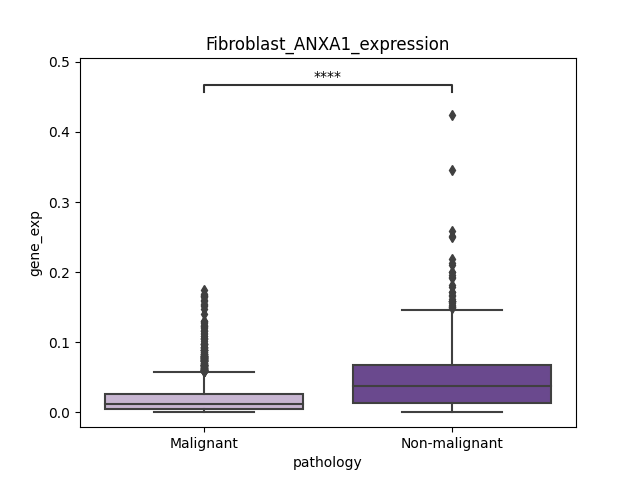 Fibroblast_ANXA1_expression
****
0.5
0.4
0.3
0.2
0.1
0.0
gene_exp
Malignant Non-malignant
pathology